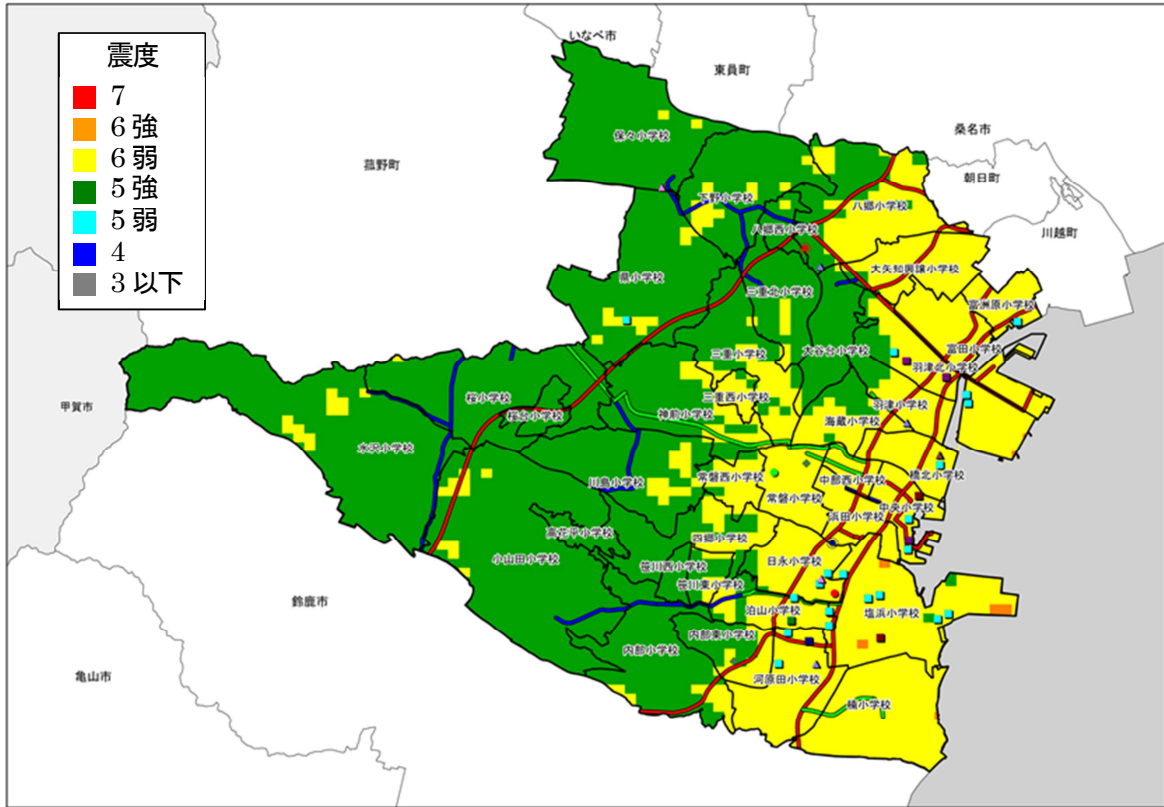 震度
7
6強
6弱
5強
5弱
4
3以下
いなべ市
東員町
桑名市
朝日町
川越町
菰野町
甲賀市
鈴鹿市
亀山市
保々小学校
下野小学校
八郷小学校
八郷西小学校
大矢知興譲小学校
県小学校
三重北小学校
富洲原小学校
富田小学校
三重小学校
大谷台小学校
羽津北小学校
桜小学校
三重西小学校
羽津小学校
桜台小学校
神前小学校
海蔵小学校
水沢小学校
川島小学校
常磐西小学校
中部西小学校
橋北小学校
常磐小学校
中央小学校
浜田小学校
高花平小学校
四郷小学校
小山田小学校
笹川西小学校
日永小学校
笹川東小学校
泊山小学校
塩浜小学校
内部東小学校
内部小学校
河原田小学校
楠小学校